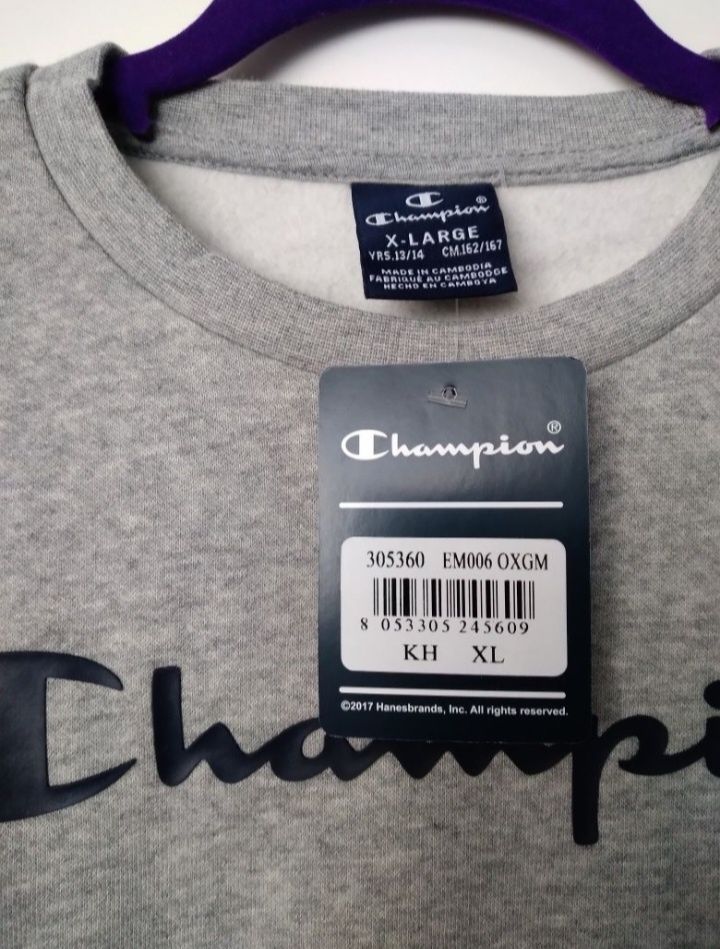 Champion®
X-LARGE
YRS.13/14 CM.162/167
MADE IN CAMBODIA
FABRIQUÉ AU CAMBODGE
HECHO EN CAMBOYA
Champion®
305360 EM006 OXGM
8 053305 245609
KH XL
©2017 Hanesbrands, Inc. All rights reserved.
Champi